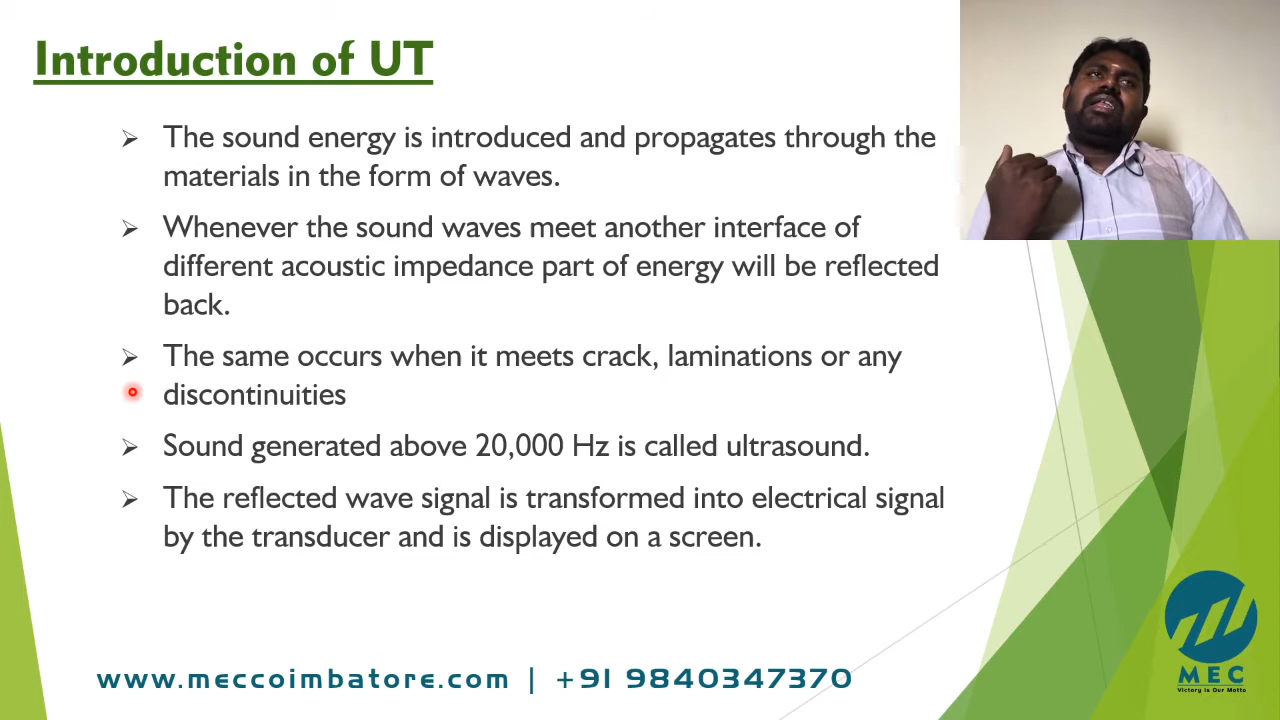 Introduction of UT
The sound energy is introduced and propagates through the
materials in the form of waves.
Whenever the sound waves meet another interface of
different acoustic impedance part of energy will be reflected
back.
The same occurs when it meets crack, laminations or any
discontinuities
Sound generated above 20,000 Hz is called ultrasound.
The reflected wave signal is transformed into electrical signal
by the transducer and is displayed on a screen.
www.meccoimbatore.com | +91 9840347370
MEC
Victory Is Our Motto